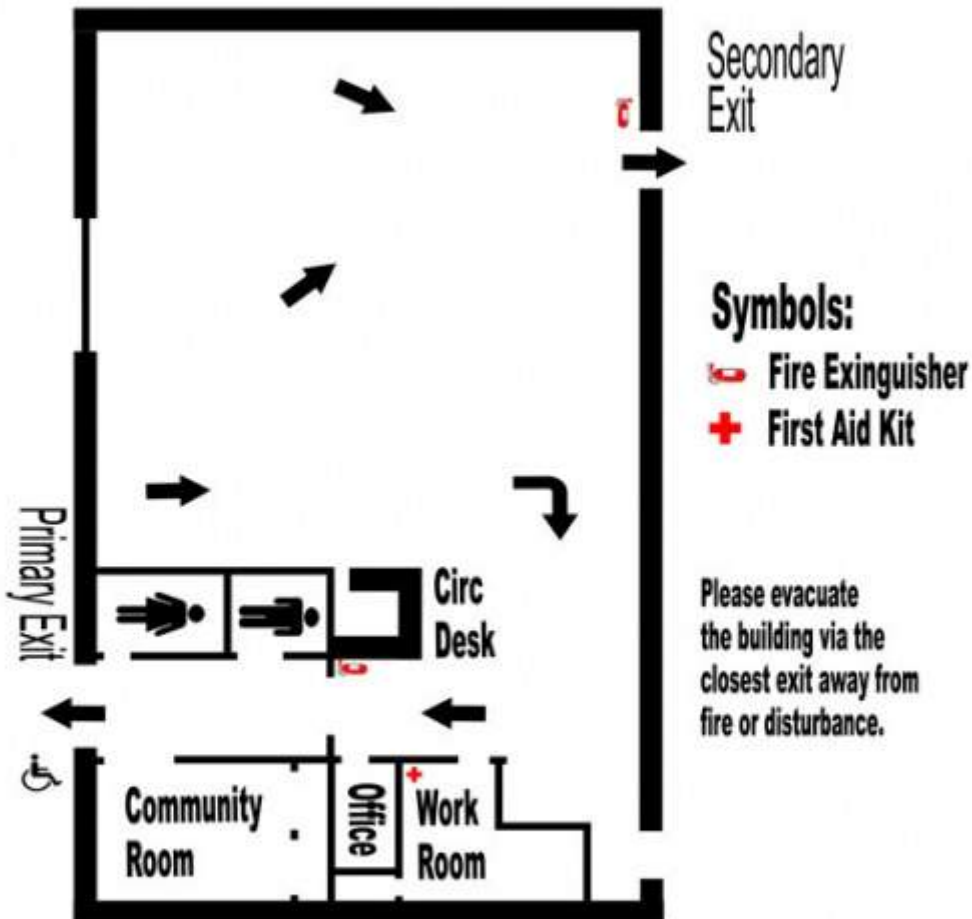 Secondary
Exit
Symbols:
Fire Exinguisher
First Aid Kit
Primary Exit
Circ
Desk
Please evacuate
the building via the
closest exit away from
fire or disturbance.
Community
Room
Office
Work
Room